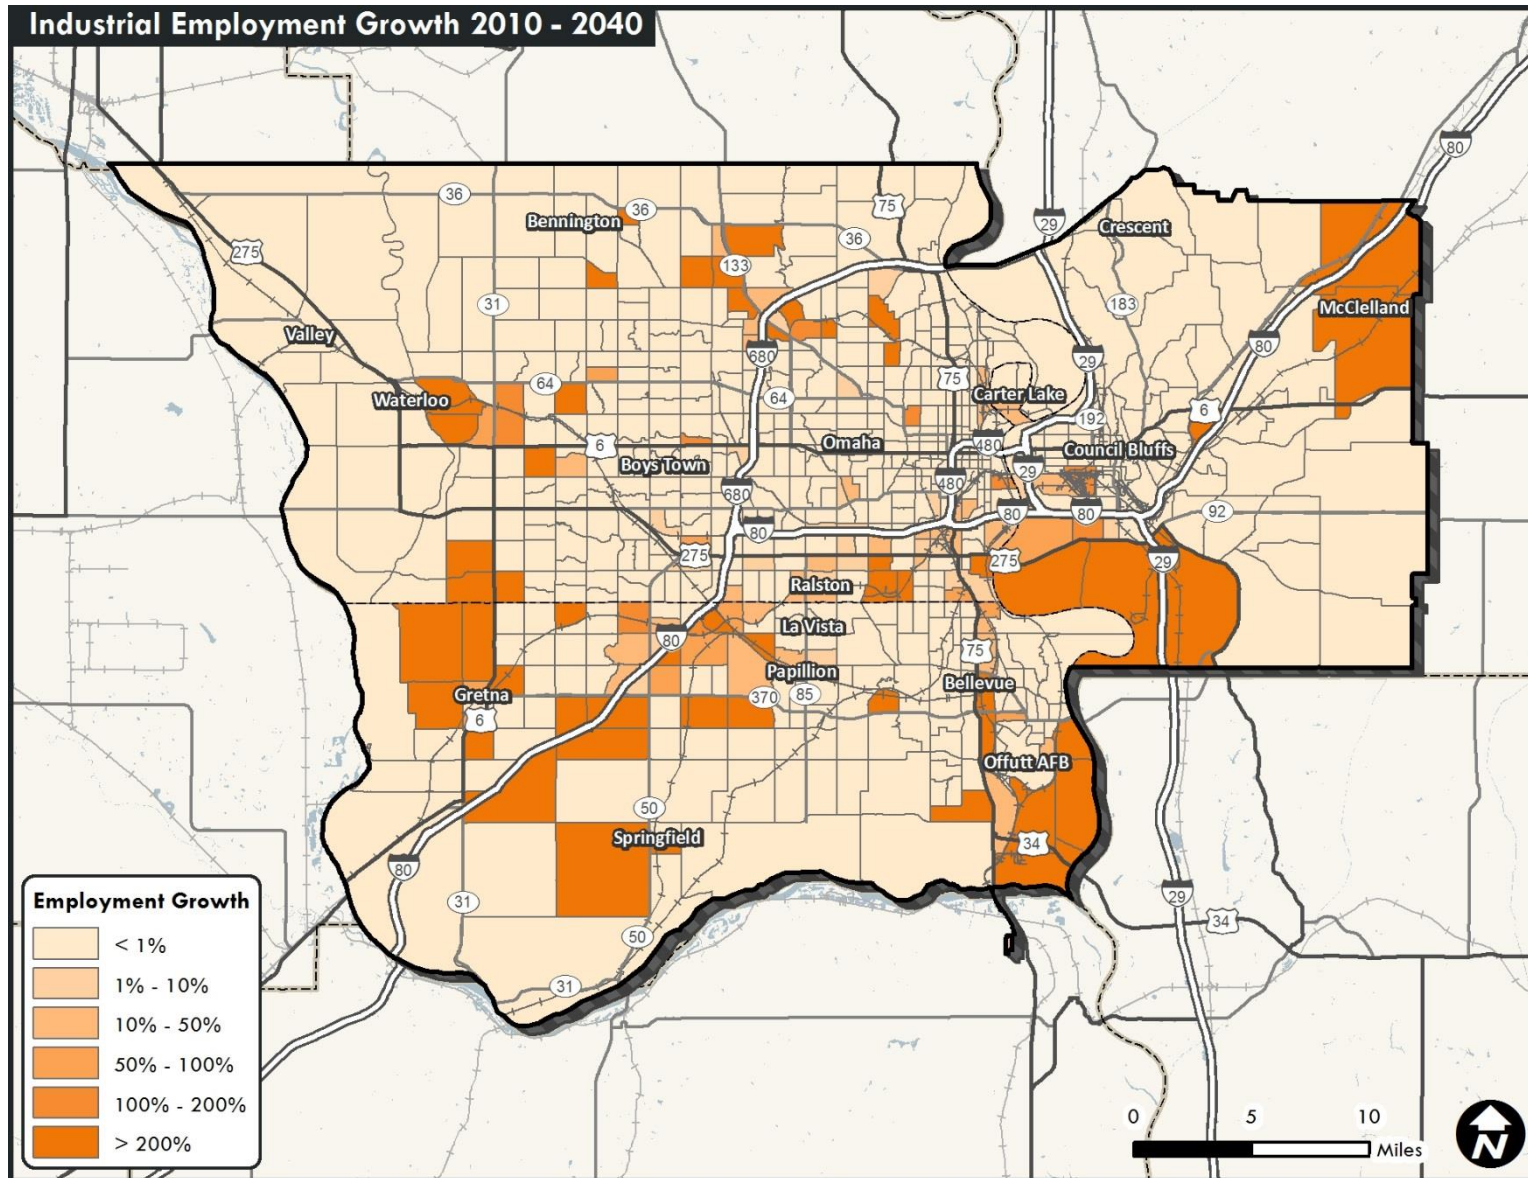 Industrial Employment Growth 2010 - 2040
80
36
Bennington
36
75
29
Crescent
275
36
133
31
183
McClelland
Valley
680
29
80
64
75
Waterloo
64
Carter Lake
6
192
6
Omaha
480
Council Bluffs
Boys Town
29
680
480
80
80
92
80
275
275
29
Ralston
La Vista
80
75
Papillion
Bellevue
Gretna
370
85
6
Offutt AFB
50
Springfield
34
80
29
31
34
50
31
Employment Growth
< 1%
1% - 10%
10% - 50%
50% - 100%
100% - 200%
> 200%
0 5 10
Miles
N